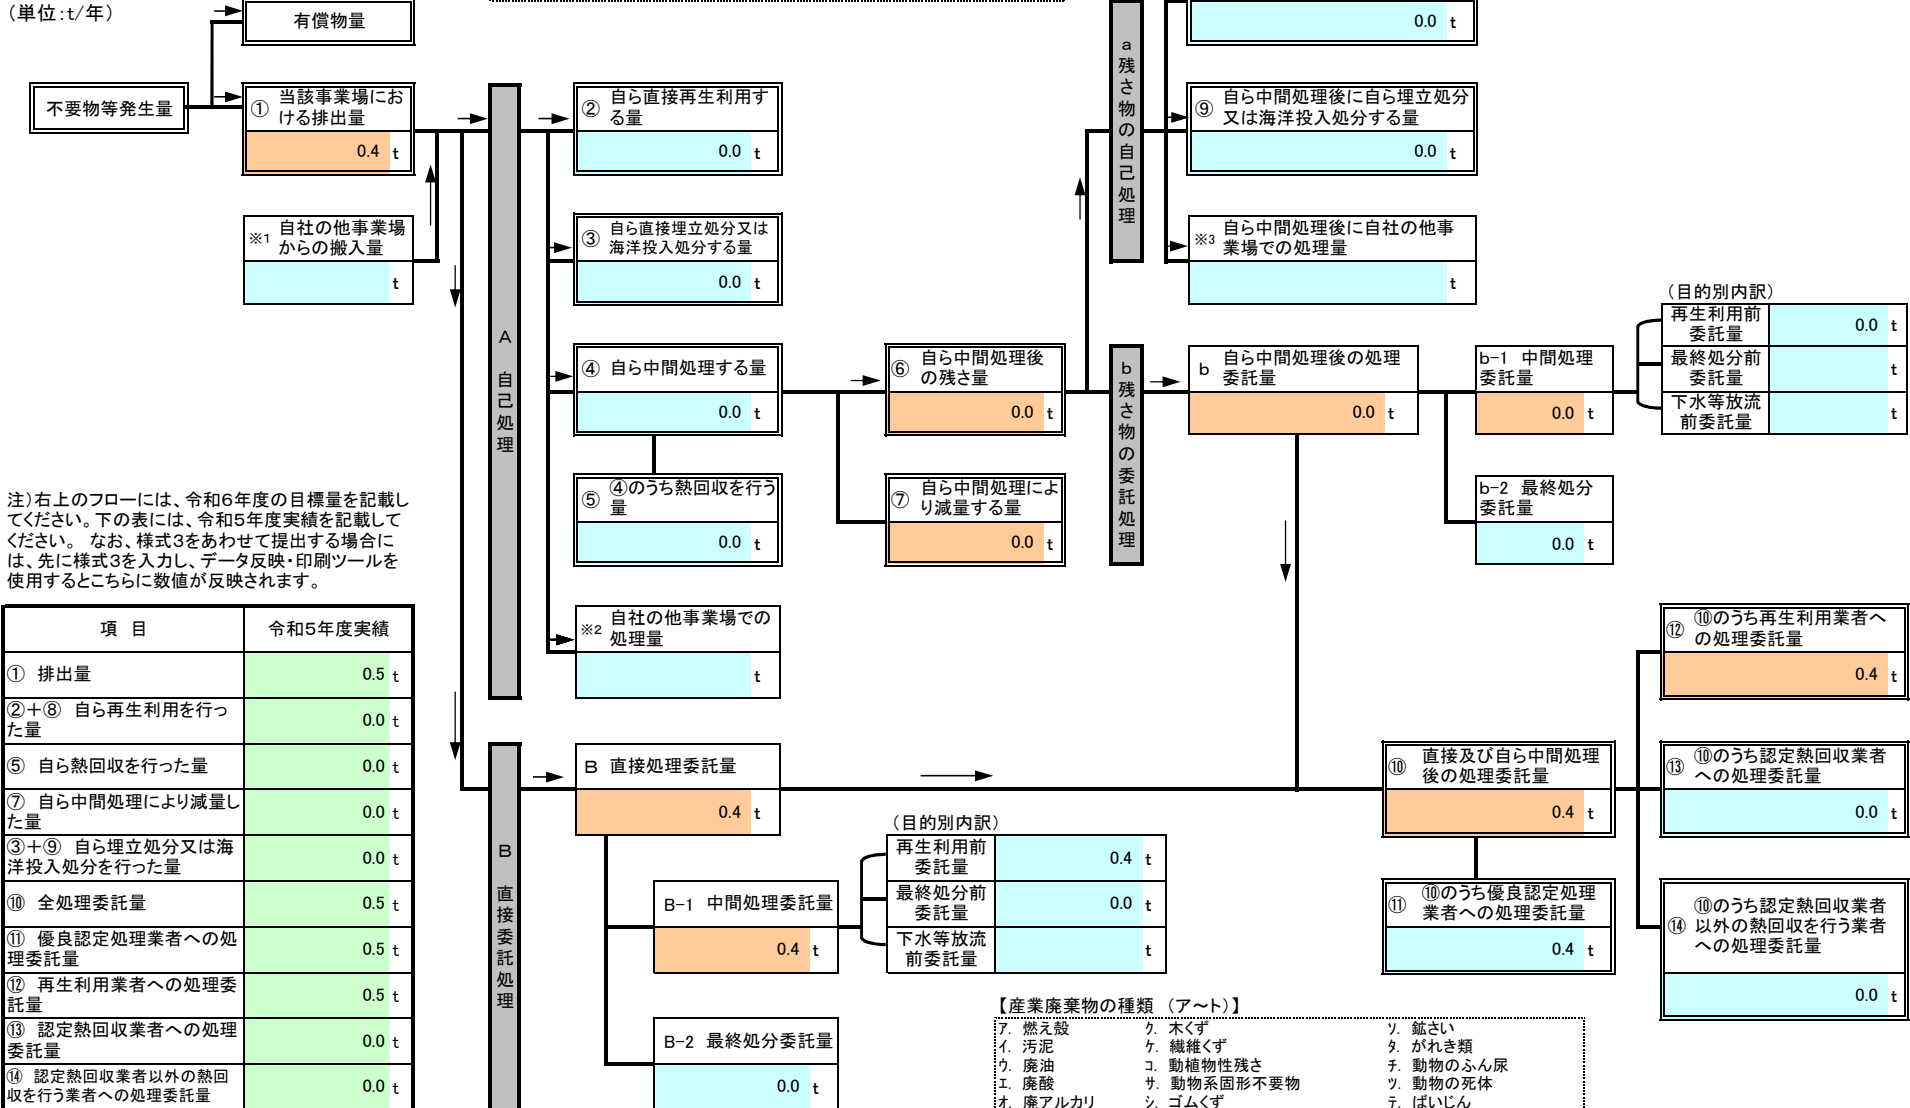 (単位:t/年)
有償物量
不要物等発生量
① 当該事業場にお
ける排出量
0.4 t
※1 自社の他事業場
からの搬入量
t
A
自己処理
② 自ら直接再生利用す
る量
0.0 t
③ 自ら直接埋立処分又は
海洋投入処分する量
0.0 t
④ 自ら中間処理する量
0.0 t
⑤ ④のうち熱回収を行う
量
0.0 t
※2 自社の他事業場での
処理量
t
⑥ 自ら中間処理後
の残さ量
0.0 t
⑦ 自ら中間処理によ
り減量する量
0.0 t
a
残さ物の自己処理
0.0 t
⑨ 自ら中間処理後に自ら埋立処分
又は海洋投入処分する量
0.0 t
※3 自ら中間処理後に自社の他事
業場での処理量
t
b
残さ物の委託処理
b 自ら中間処理後の処理
委託量
0.0 t
b-1 中間処理
委託量
0.0 t
(目的別内訳)
再生利用前
委託量
0.0 t
最終処分前
委託量
t
下水等放流
前委託量
t
b-2 最終処分
委託量
0.0 t
注)右上のフローには、令和6年度の目標量を記載し
てください。下の表には、令和5年度実績を記載して
ください。 なお、様式3をあわせて提出する場合に
は、先に様式3を入力し、データ反映・印刷ツールを
使用するとこちらに数値が反映されます。
項 目 令和5年度実績
① 排出量 0.5 t
②+⑧ 自ら再生利用を行っ
た量 0.0 t
⑤ 自ら熱回収を行った量 0.0 t
⑦ 自ら中間処理により減量し
た量 0.0 t
③+⑨ 自ら埋立処分又は海
洋投入処分を行った量 0.0 t
⑩ 全処理委託量 0.5 t
⑪ 優良認定処理業者への処
理委託量 0.5 t
⑫ 再生利用業者への処理委
託量 0.5 t
⑬ 認定熱回収業者への処理
委託量 0.0 t
⑭ 認定熱回収業者以外の熱回
収を行う業者への処理委託量 0.0 t
B
直接委託処理
B 直接処理委託量
0.4 t
B-1 中間処理委託量
0.4 t
(目的別内訳)
再生利用前
委託量
0.4 t
最終処分前
委託量
0.0 t
下水等放流
前委託量
t
B-2 最終処分委託量
0.0 t
⑩ 直接及び自ら中間処理
後の処理委託量
0.4 t
⑪ ⑩のうち優良認定処理
業者への処理委託量
0.4 t
⑫ ⑩のうち再生利用業者へ
の処理委託量
0.4 t
⑬ ⑩のうち認定熱回収業者
への処理委託量
0.0 t
⑭ ⑩のうち認定熱回収業者
以外の熱回収を行う業者
への処理委託量
0.0 t
【産業廃棄物の種類 (ア~ト)】
ア. 燃え殻 ク. 木くず ソ. 鉱さい
イ. 汚泥 ケ. 繊維くず タ. がれき類
ウ. 廃油 コ. 動植物性残さ チ. 動物のふん尿
エ. 廃酸 サ. 動物系固形不要物 ツ. 動物の死体
オ. 廃アルカリ シ. ゴムくず テ. ばいじん